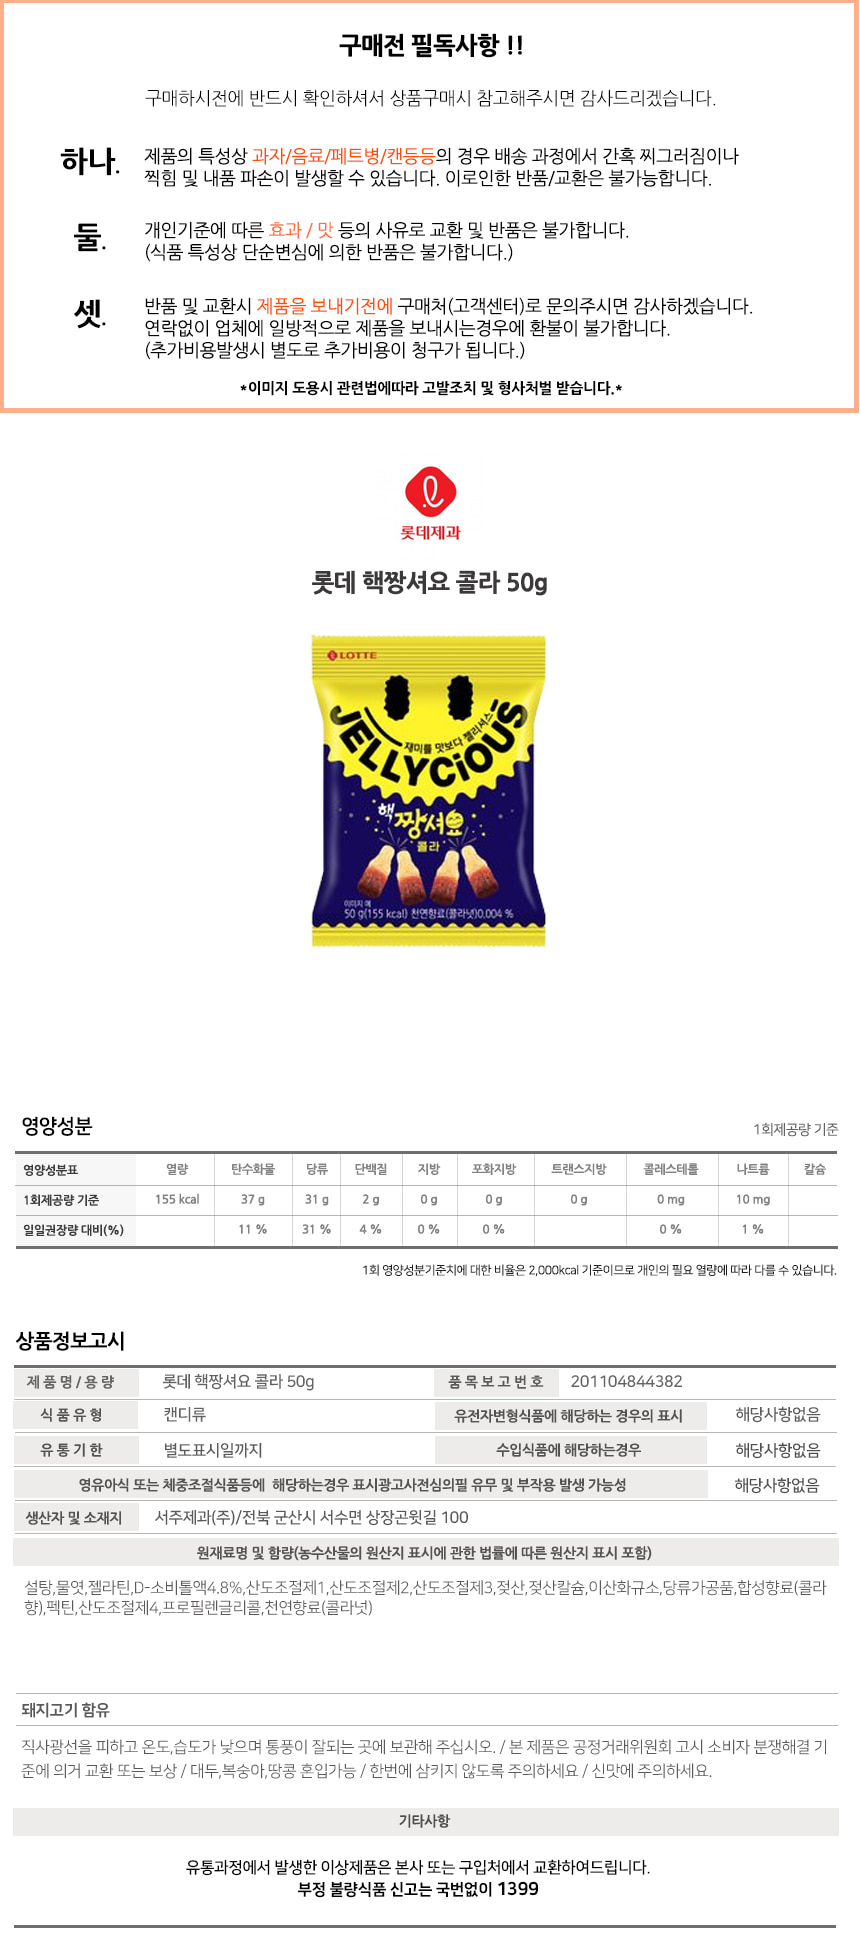 구매전 필독사항 !!
구매하시전에 반드시 확인하셔서 상품구매시 참고해주시면 감사드리겠습니다.
하나. 제품의 특성상 과자/음료/페트병/캔등등의 경우 배송 과정에서 간혹 찌그러짐이나
찍힘 및 내품 파손이 발생할 수 있습니다. 이로인한 반품/교환은 불가능합니다.
둘. 개인기준에 따른 효과 / 맛 등의 사유로 교환 및 반품은 불가합니다.
(식품 특성상 단순변심에 의한 반품은 불가합니다.)
셋. 반품 및 교환시 제품을 보내기전에 구매처(고객센터)로 문의주시면 감사하겠습니다.
연락없이 업체에 일방적으로 제품을 보내시는경우에 환불이 불가합니다.
(추가비용발생시 별도로 추가비용이 청구가 됩니다.)
*이미지 도용시 관련법에따라 고발조치 및 형사처벌 받습니다.*
롯데제과
롯데 핵짱셔요 콜라 50g
LOTTE
JELLYCiOUS
재미를 맛보다 젤리셔스
핵 짱셔요
콜라
이미지 예
50 g(155 kcal) 천연향료(콜라넛)0.004 %
영양성분
1회제공량 기준
영양성분표 열량 탄수화물 당류 단백질 지방 포화지방 트랜스지방 콜레스테롤 나트륨 칼슘
1회제공량 기준 155 kcal 37 g 31 g 2 g 0 g 0 g 0 g 0 mg 10 mg
일일권장량 대비(%) 11 % 31 % 4 % 0 % 0 % 0 % 1 %
1회 영양성분기준치에 대한 비율은 2,000kcal 기준이므로 개인의 필요 열량에 따라 다를 수 있습니다.
상품정보고시
제 품 명 / 용 량 롯데 핵짱셔요 콜라 50g 품 목 보 고 번 호 201104844382
식 품 유 형 캔디류 유전자변형식품에 해당하는 경우의 표시 해당사항없음
유 통 기 한 별도표시일까지 수입식품에 해당하는경우 해당사항없음
영유아식 또는 체중조절식품등에 해당하는경우 표시광고사전심의필 유무 및 부작용 발생 가능성 해당사항없음
생산자 및 소재지 서주제과(주)/전북 군산시 서수면 상장곤윗길 100
원재료명 및 함량(농수산물의 원산지 표시에 관한 법률에 따른 원산지 표시 포함)
설탕,물엿,젤라틴,D-소비톨액4.8%,산도조절제1,산도조절제2,산도조절제3,젖산,젖산칼슘,이산화규소,당류가공품,합성향료(콜라
향),펙틴,산도조절제4,프로필렌글리콜,천연향료(콜라넛)
돼지고기 함유
직사광선을 피하고 온도,습도가 낮으며 통풍이 잘되는 곳에 보관해 주십시오. / 본 제품은 공정거래위원회 고시 소비자 분쟁해결 기
준에 의거 교환 또는 보상 / 대두,복숭아,땅콩 혼입가능 / 한번에 삼키지 않도록 주의하세요 / 신맛에 주의하세요.
기타사항
유통과정에서 발생한 이상제품은 본사 또는 구입처에서 교환하여드립니다.
부정 불량식품 신고는 국번없이 1399